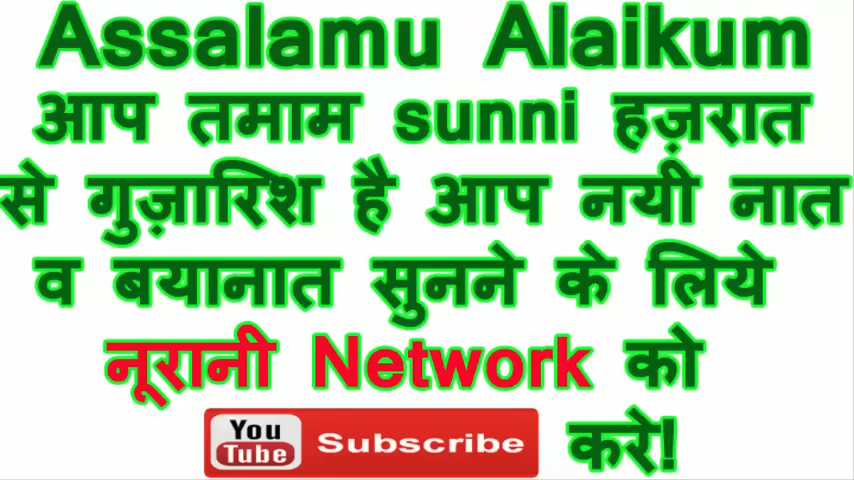 Assalamu Alaikum
आप तमाम sunni हज़रात
से गुज़ारिश है आप नयी नात
व बयानात सुनने के लिये
नूरानी Network को
You Tube Subscribe करे!